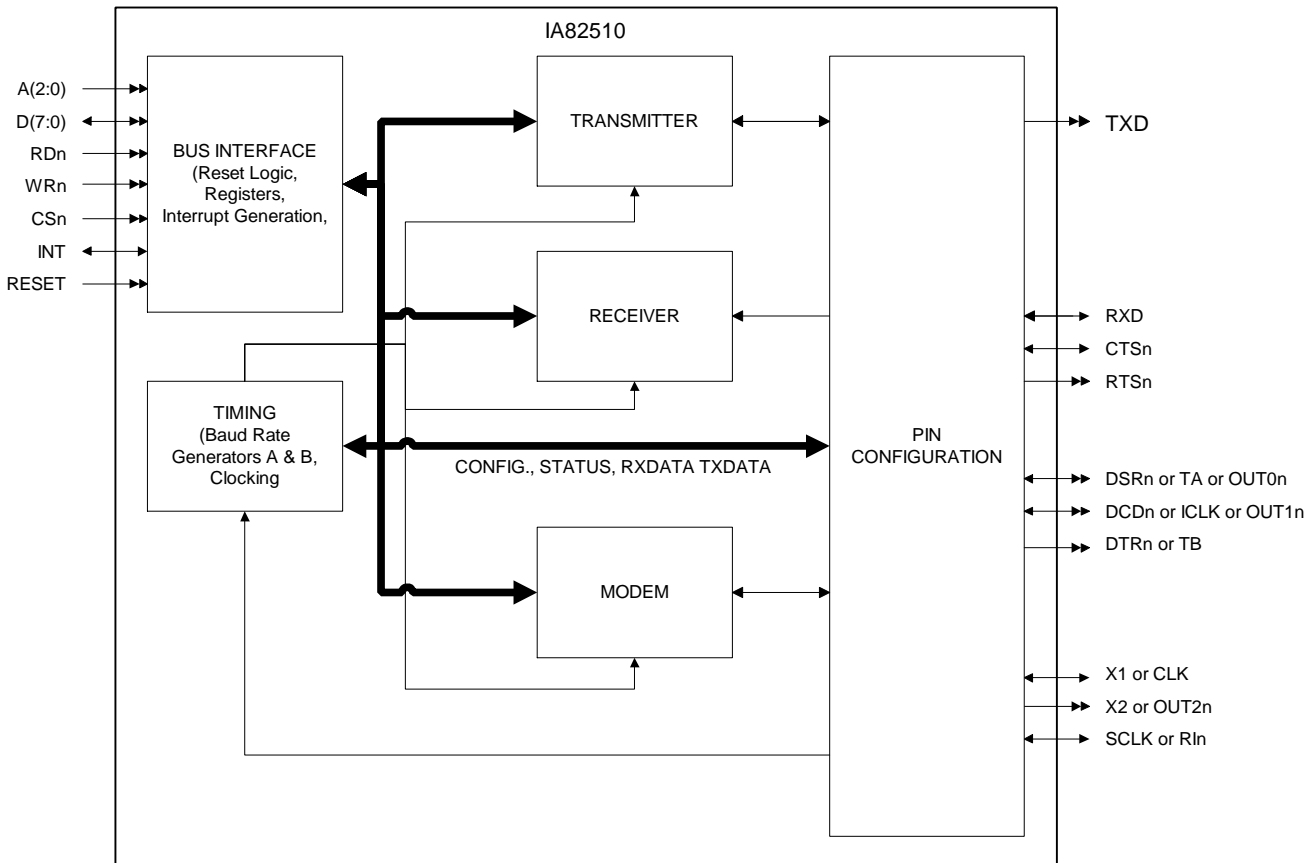 IA82510
A(2:0)
D(7:0)
RDn
WRn
CSn
INT
RESET
BUS INTERFACE
(Reset Logic,
Registers,
Interrupt Generation,
TIMING
(Baud Rate
Generators A & B,
Clocking
TRANSMITTER
RECEIVER
CONFIG., STATUS, RXDATA TXDATA
MODEM
PIN
CONFIGURATION
TXD
RXD
CTSn
RTSn
DSRn or TA or OUT0n
DCDn or ICLK or OUT1n
DTRn or TB
X1 or CLK
X2 or OUT2n
SCLK or RIn